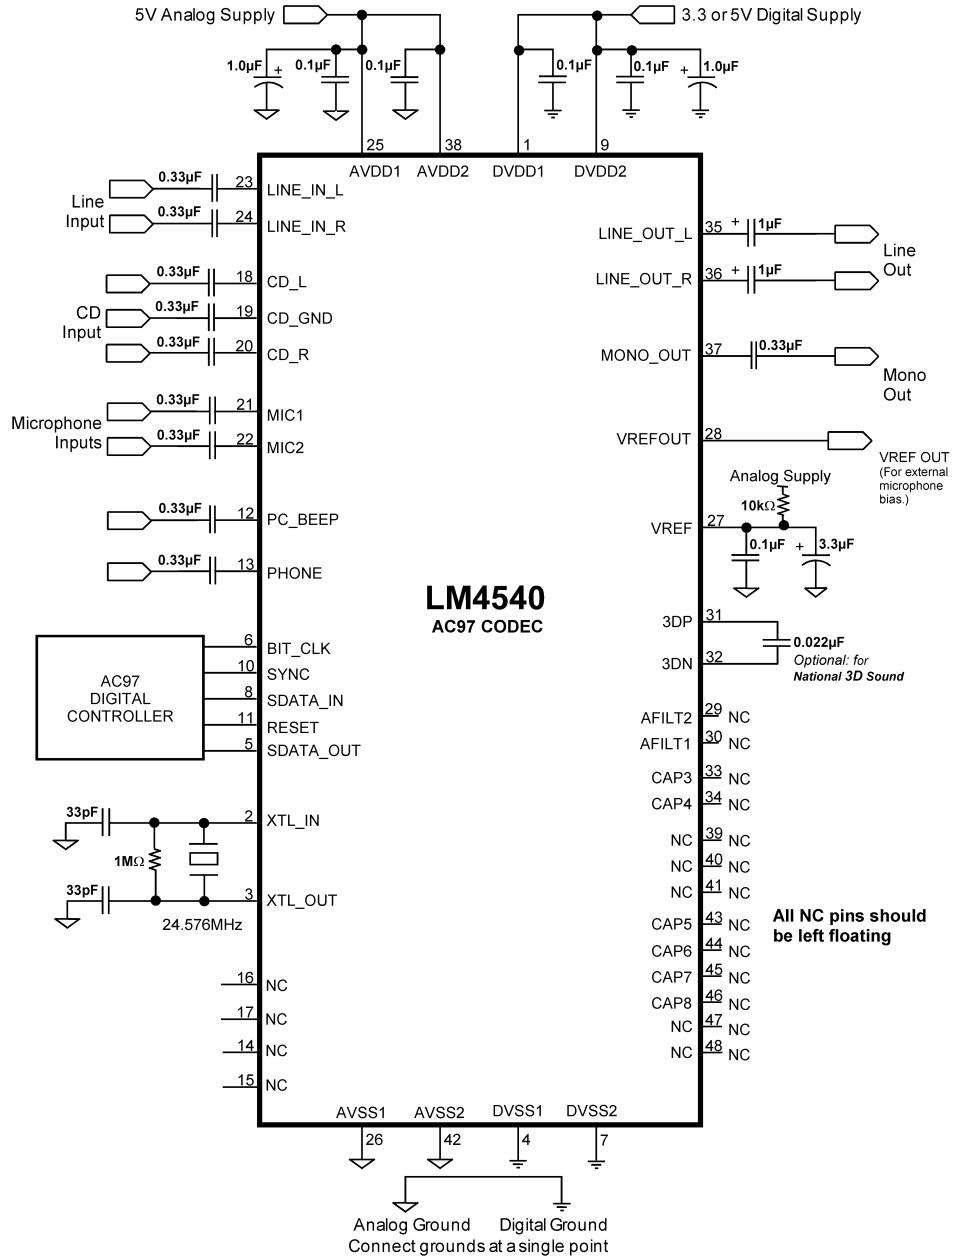 5V Analog Supply
3.3 or 5V Digital Supply
1.0µF +
0.1µF
0.1µF
0.1µF
0.1µF
+ 1.0µF
25
38
1
9
AVDD1
AVDD2
DVDD1
DVDD2
Line
Input
0.33µF
23
LINE_IN_L
0.33µF
24
LINE_IN_R
CD
Input
0.33µF
18
CD_L
0.33µF
19
CD_GND
0.33µF
20
CD_R
Microphone
Inputs
0.33µF
21
MIC1
0.33µF
22
MIC2
0.33µF
12
PC_BEEP
0.33µF
13
PHONE
AC97
DIGITAL
CONTROLLER
6
BIT_CLK
10
SYNC
8
SDATA_IN
11
RESET
5
SDATA_OUT
33pF
2
XTL_IN
1MΩ
33pF
3
XTL_OUT
24.576MHz
16
NC
17
NC
14
NC
15
NC
LM4540
AC97 CODEC
LINE_OUT_L
35
+
1µF
LINE_OUT_R
36
+
1µF
Line
Out
MONO_OUT
37
0.33µF
Mono
Out
VREFOUT
28
VREF OUT
(For external
microphone
bias.)
Analog Supply
10kΩ
VREF
27
0.1µF
+ 3.3µF
3DP
31
3DN
32
0.022µF
Optional: for
National 3D Sound
AFILT2
29
NC
AFILT1
30
NC
CAP3
33
NC
CAP4
34
NC
NC
39
NC
NC
40
NC
NC
41
NC
CAP5
43
NC
CAP6
44
NC
CAP7
45
NC
CAP8
46
NC
NC
47
NC
NC
48
NC
All NC pins should
be left floating
AVSS1
AVSS2
DVSS1
DVSS2
26
42
4
7
Analog Ground
Digital Ground
Connect grounds at a single point